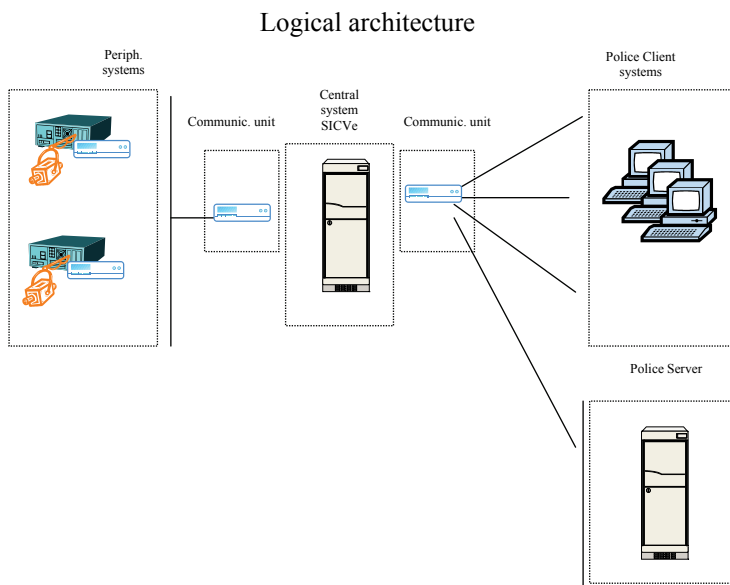 Logical architecture
Periph.
systems
Communic. unit
Central
system
SICVe
Communic. unit
Police Client
systems
Police Server